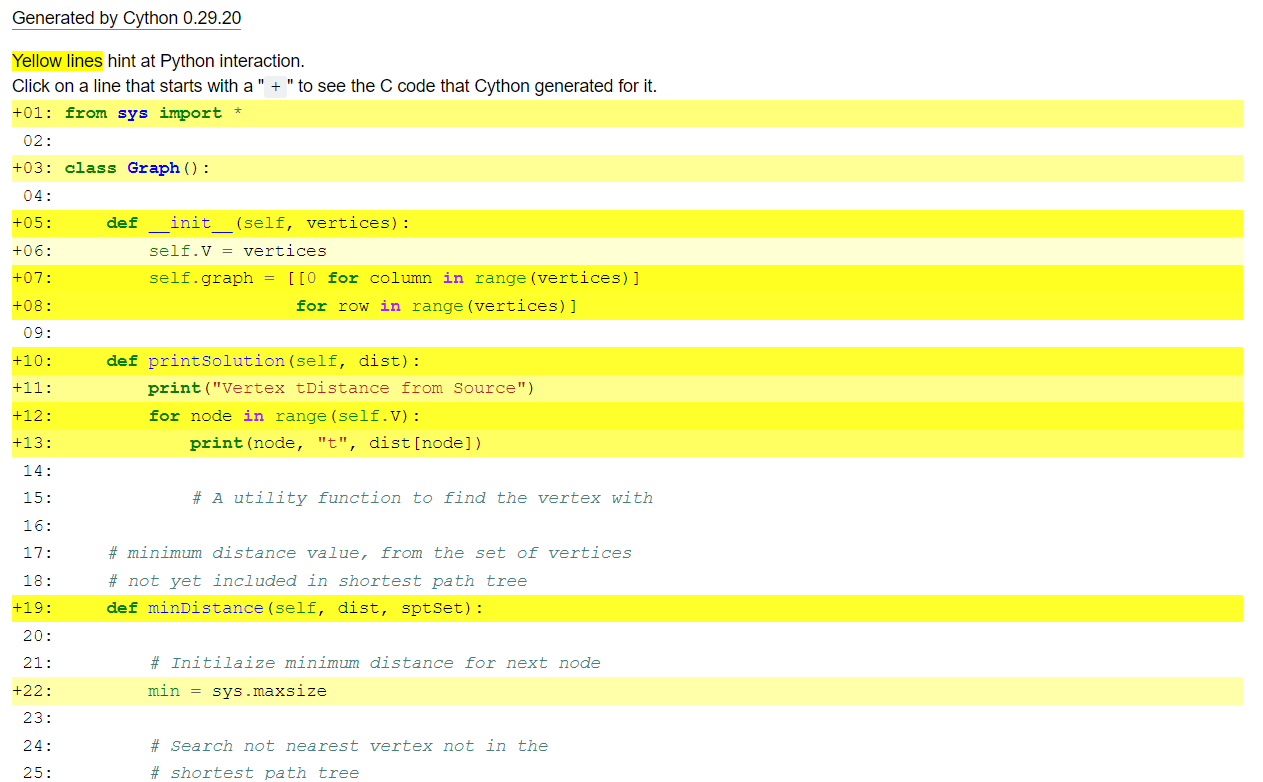 Generated by Cython 0.29.20
Yellow lines hint at Python interaction.
Click on a line that starts with a "+" to see the C code that Cython generated for it.
+01: from sys import *
 02:
+03: class Graph():
 04:
+05:     def __init__(self, vertices):
+06:         self.V = vertices
+07:         self.graph = [[0 for column in range(vertices)]
+08:                       for row in range(vertices)]
 09:
+10:     def printSolution(self, dist):
+11:         print("Vertex tDistance from Source")
+12:         for node in range(self.V):
+13:             print(node, "t", dist[node])
 14:
 15:             # A utility function to find the vertex with
 16:
 17:     # minimum distance value, from the set of vertices
 18:     # not yet included in shortest path tree
+19:     def minDistance(self, dist, sptSet):
 20:
 21:         # Initilaize minimum distance for next node
+22:         min = sys.maxsize
 23:
 24:         # Search not nearest vertex not in the
 25:         # shortest path tree